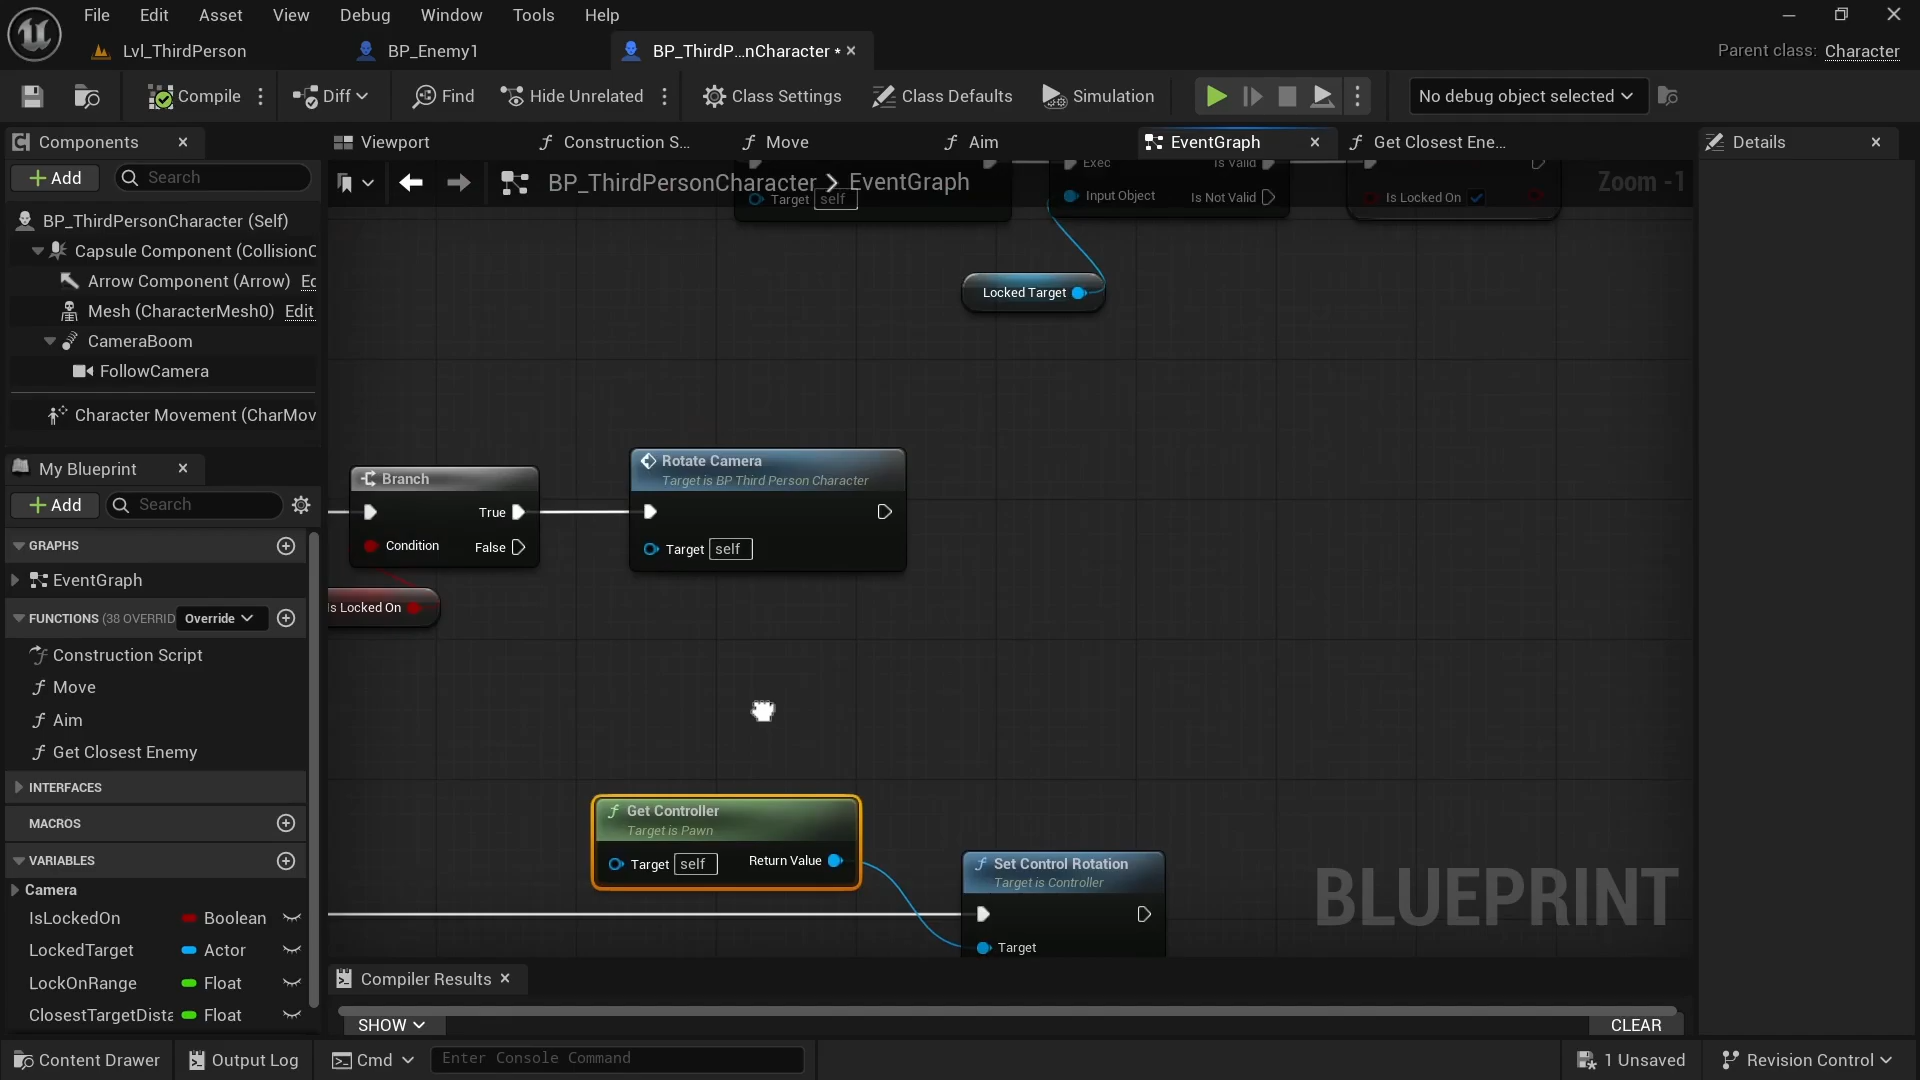 File Edit Asset View Debug Window Tools Help
Lvl_ThirdPerson
BP_Enemy1
BP_ThirdP...nCharacter *
Parent class: Character
Compile
Diff
Find
Hide Unrelated
Class Settings
Class Defaults
Simulation
No debug object selected
Components
Viewport
Construction S...
Move
Aim
EventGraph
Get Closest Ene...
Details
Add
Search
BP_ThirdPersonCharacter > EventGraph
Zoom -1
Exec
Is Valid
Target self
Input Object
Is Not Valid
Is Locked On
BP_ThirdPersonCharacter (Self)
Capsule Component (CollisionC
Arrow Component (Arrow) Ed
Mesh (CharacterMesh0) Edit
CameraBoom
FollowCamera
Character Movement (CharMov
Locked Target
Branch
True
Condition
False
Is Locked On
Rotate Camera
Target is BP Third Person Character
Target self
My Blueprint
Add
Search
GRAPHS
EventGraph
FUNCTIONS (38 OVERRID
Override
Construction Script
Move
Aim
Get Closest Enemy
INTERFACES
MACROS
VARIABLES
Camera
IsLockedOn Boolean
LockedTarget Actor
LockOnRange Float
ClosestTargetDista Float
Get Controller
Target is Pawn
Target self
Return Value
Set Control Rotation
Target is Controller
Target
BLUEPRINT
Compiler Results
SHOW
CLEAR
Content Drawer
Output Log
Cmd
Enter Console Command
1 Unsaved
Revision Control